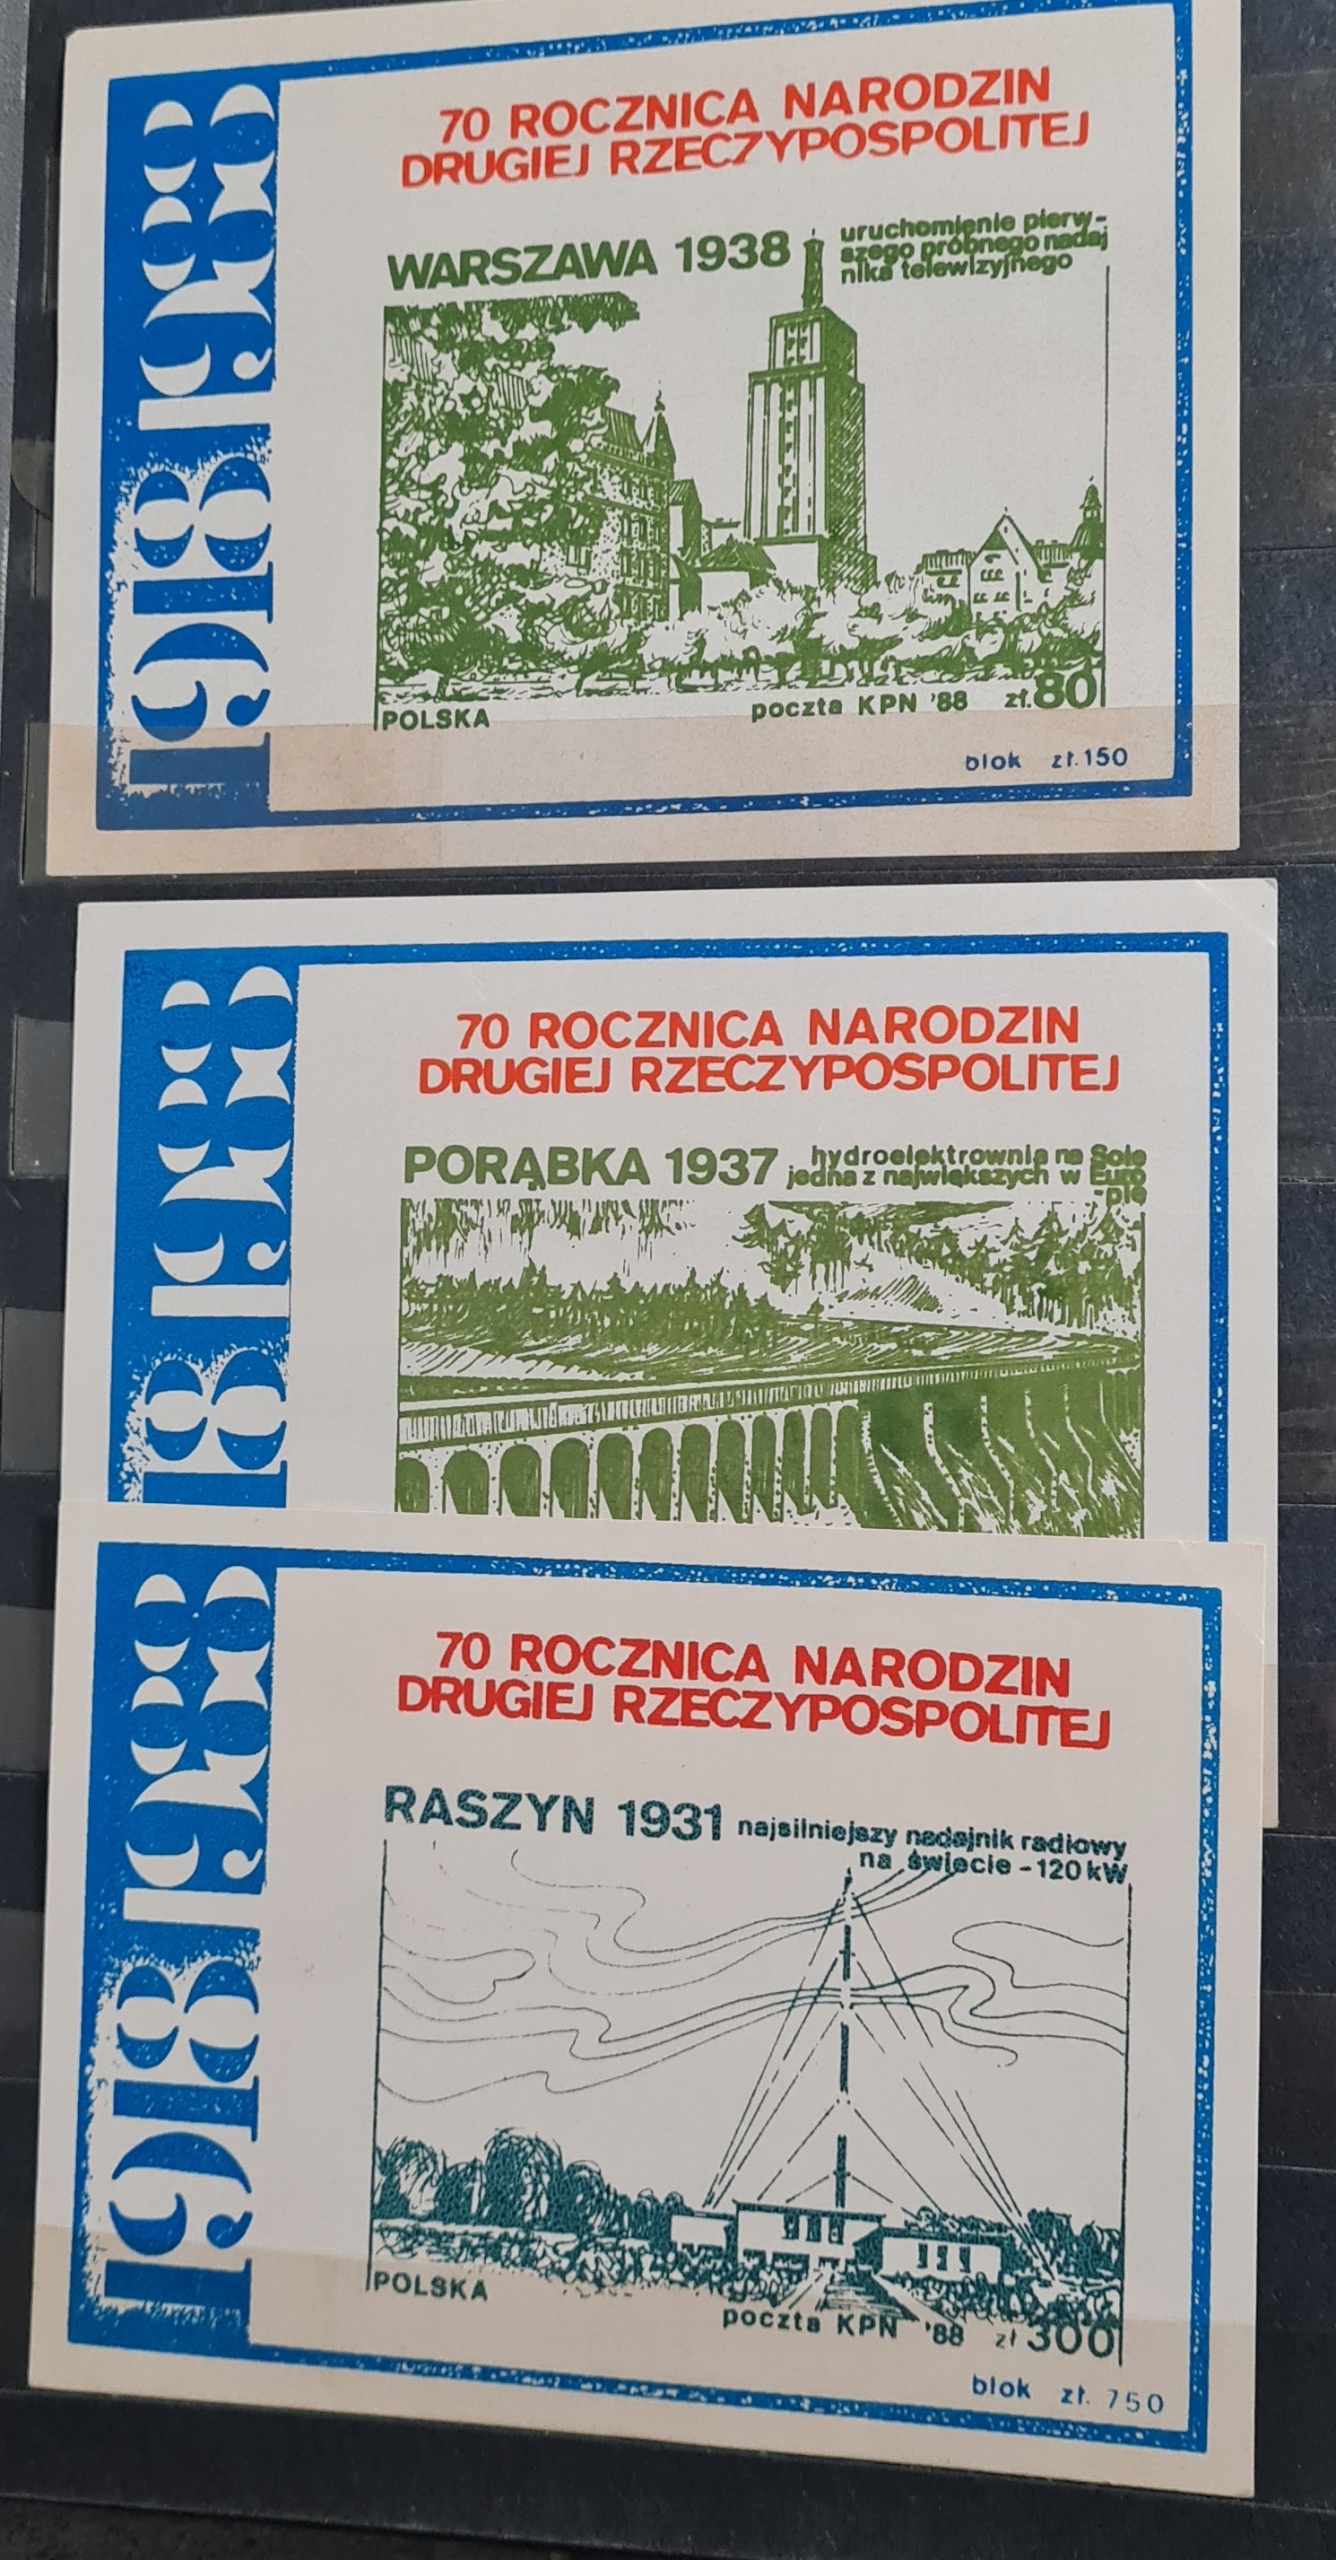 1918 1988
70 ROCZNICA NARODZIN
DRUGIEJ RZECZYPOSPOLITEJ
WARSZAWA 1938
uruchomienie pierw-
szego próbnego nadaj
nika telewizyjnego
POLSKA
poczta KPN '88 zł. 80
blok zł. 150
1918 1988
70 ROCZNICA NARODZIN
DRUGIEJ RZECZYPOSPOLITEJ
PORĄBKA 1937
hydroelektrownia na Sole
jedna z największych w Euro
-pie
1918 1988
70 ROCZNICA NARODZIN
DRUGIEJ RZECZYPOSPOLITEJ
RASZYN 1931
najsilniejszy nadajnik radiowy
na świecie - 120 kW
POLSKA
poczta KPN '88 zł 300
blok zł. 750